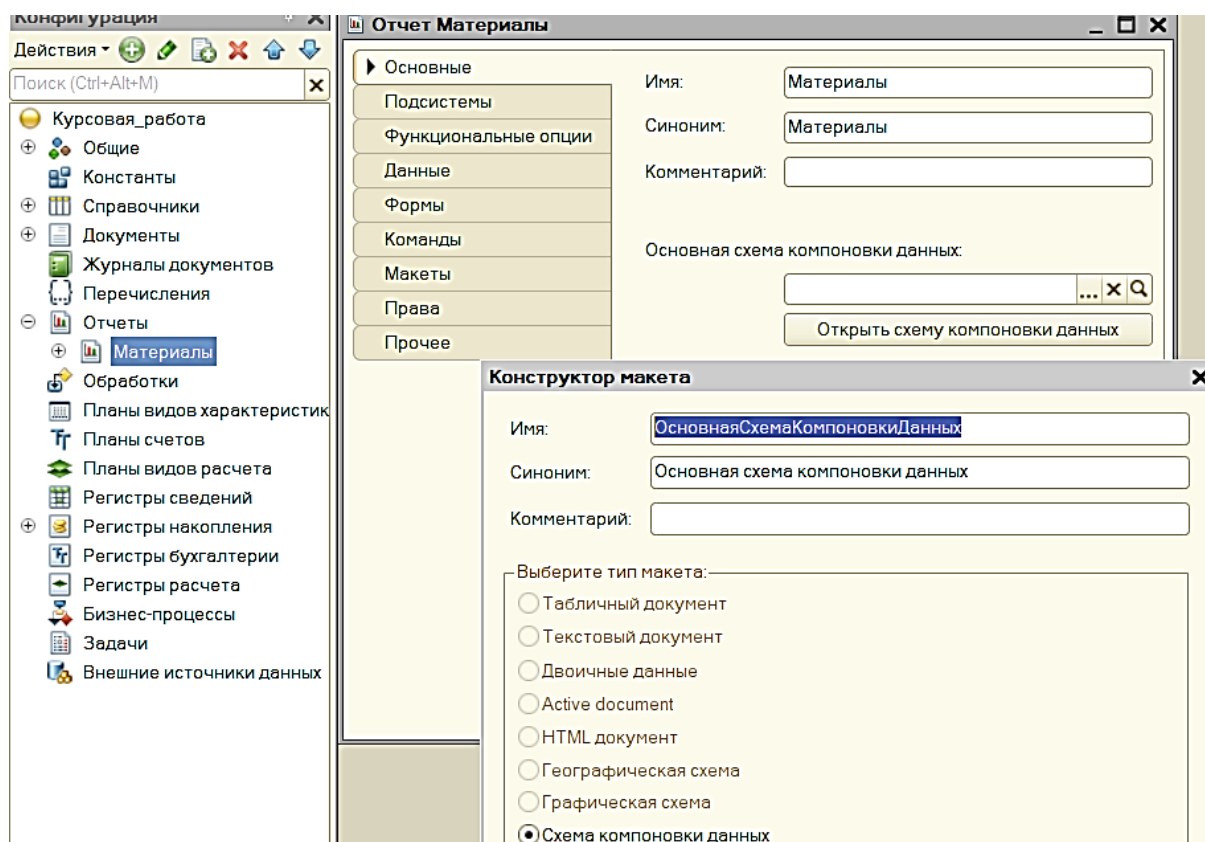 Конфигурация
Действия
Поиск (Ctrl+Alt+M)
Курсовая_работа
Общие
Константы
Справочники
Документы
Журналы документов
Перечисления
Отчеты
Материалы
Обработки
Планы видов характеристик
Планы счетов
Планы видов расчета
Регистры сведений
Регистры накопления
Регистры бухгалтерии
Регистры расчета
Бизнес-процессы
Задачи
Внешние источники данных
Отчет Материалы
Основные
Подсистемы
Функциональные опции
Данные
Формы
Команды
Макеты
Права
Прочее
Имя: Материалы
Синоним: Материалы
Комментарий:
Основная схема компоновки данных:
...
Открыть схему компоновки данных
Конструктор макета
Имя: ОсновнаяСхемаКомпоновкиДанных
Синоним: Основная схема компоновки данных
Комментарий:
Выберите тип макета:
Табличный документ
Текстовый документ
Двоичные данные
Active document
HTML документ
Географическая схема
Графическая схема
Схема компоновки данных